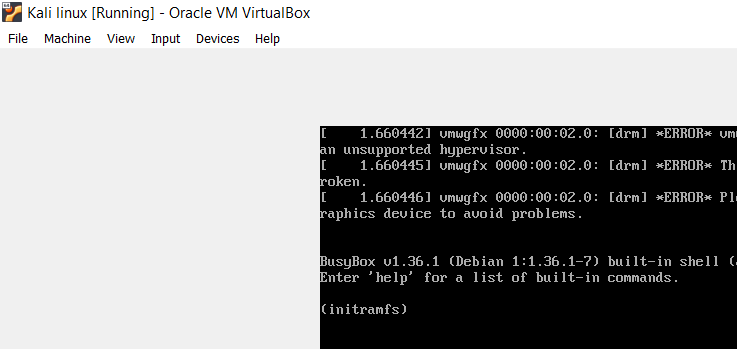 Kali linux [Running] - Oracle VM VirtualBox
File Machine View Input Devices Help
[    1.660442] vmwgfx 0000:00:02.0: [drm] *ERROR*
an unsupported hypervisor.
[    1.660445] vmwgfx 0000:00:02.0: [drm] *ERROR* Th
roken.
[    1.660446] vmwgfx 0000:00:02.0: [drm] *ERROR* Pl
raphics device to avoid problems.
BusyBox v1.36.1 (Debian 1:1.36.1-7) built-in shell (
Enter 'help' for a list of built-in commands.
(initramfs)